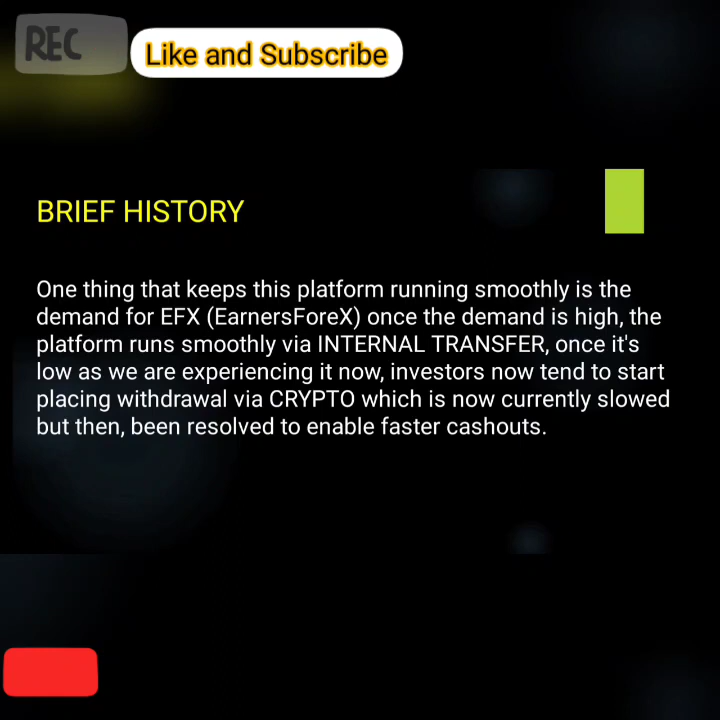 REC
Like and Subscribe
BRIEF HISTORY
One thing that keeps this platform running smoothly is the
demand for EFX (EarnersForeX) once the demand is high, the
platform runs smoothly via INTERNAL TRANSFER, once it's
low as we are experiencing it now, investors now tend to start
placing withdrawal via CRYPTO which is now currently slowed
but then, been resolved to enable faster cashouts.